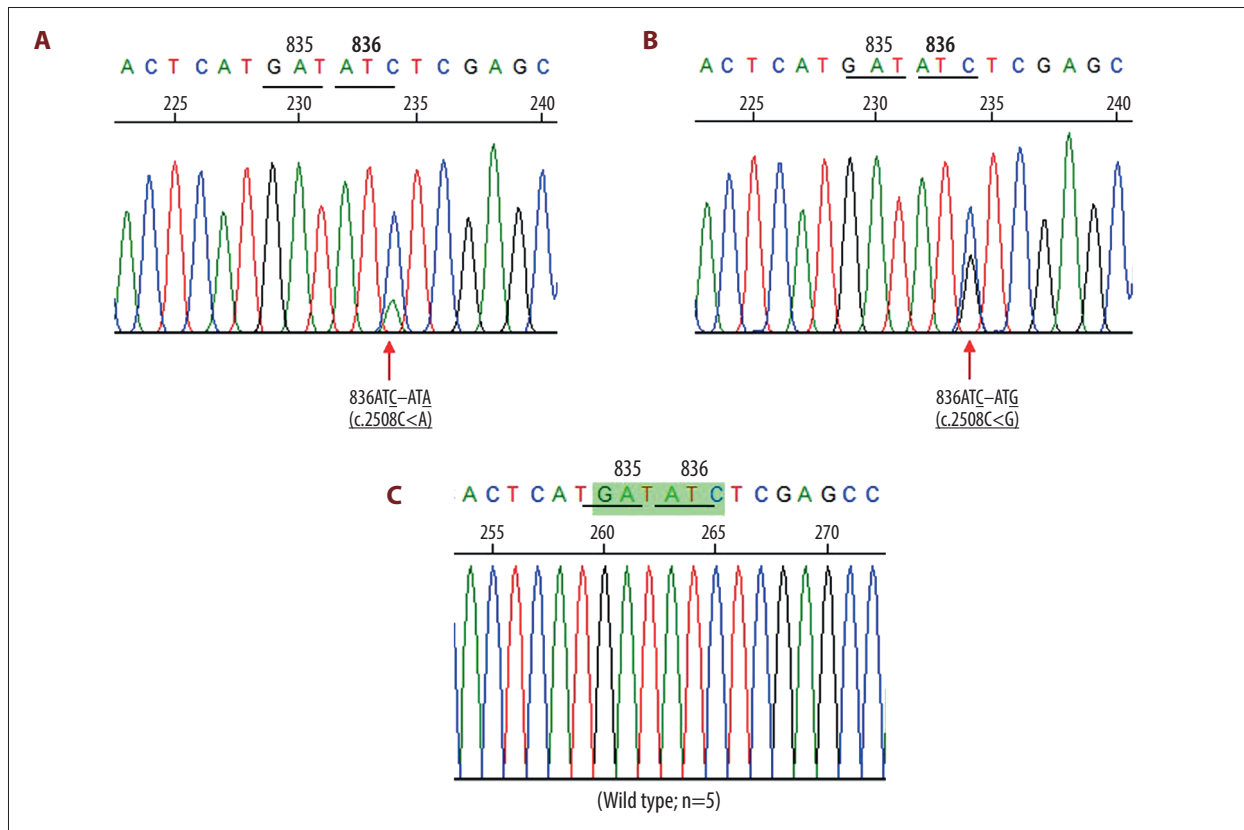 A
835 836
A C T C A T G A T A T C T C G A G C
225 230 235 240
836ATC–ATA
(c.2508C<A)
B
835 836
A C T C A T G A T A T C T C G A G C
225 230 235 240
836ATC–ATG
(c.2508C<G)
C
835 836
A C T C A T G A T A T C T C G A G C C
255 260 265 270
(Wild type; n=5)